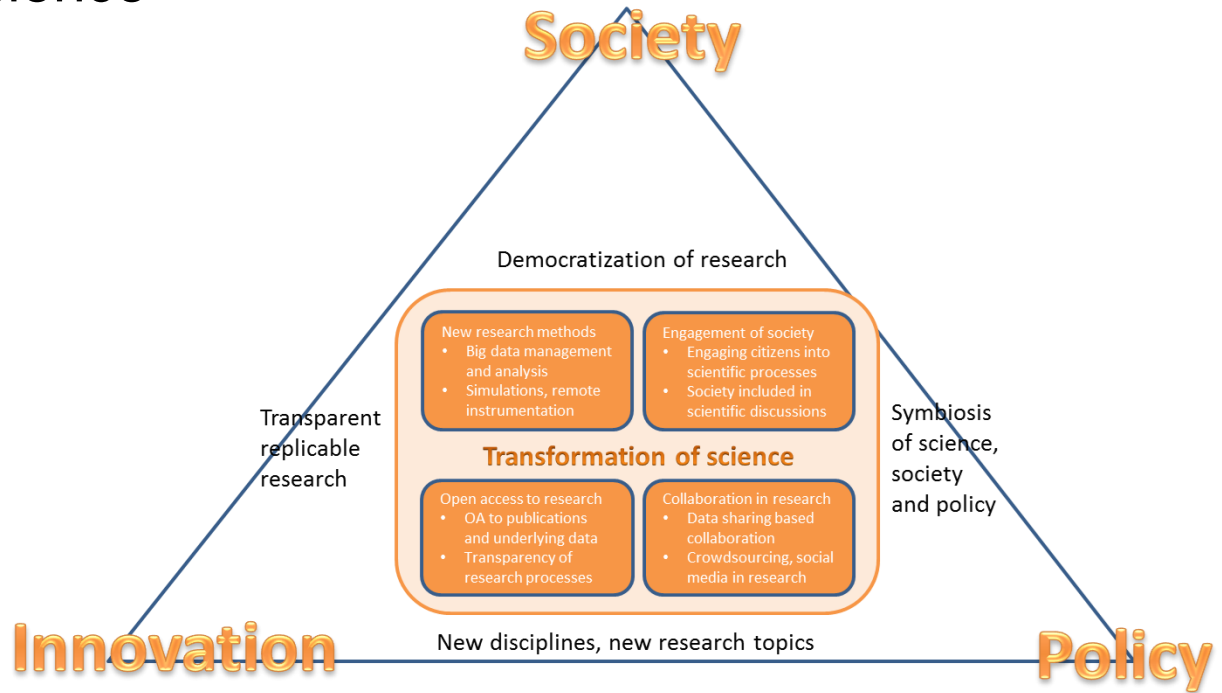 Society
Democratization of research
New research methods
• Big data management
and analysis
• Simulations, remote
instrumentation
Engagement of society
• Engaging citizens into
scientific processes
• Society included in
scientific discussions
Transparent
replicable
research
Transformation of science
Symbiosis
of science,
society
and policy
Open access to research
• OA to publications
and underlying data
• Transparency of
research processes
Collaboration in research
• Data sharing based
collaboration
• Crowdsourcing, social
media in research
Innovation
New disciplines, new research topics
Policy